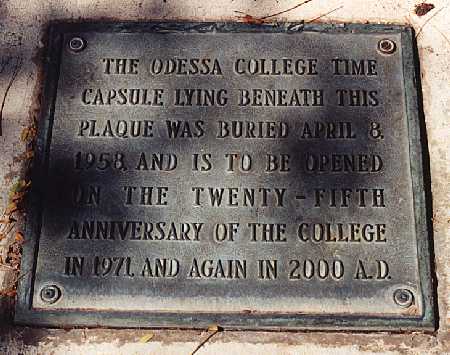 THE ODESSA COLLEGE TIME
CAPSULE LYING BENEATH THIS
PLAQUE WAS BURIED APRIL 8,
1958, AND IS TO BE OPENED
ON THE TWENTY-FIFTH
ANNIVERSARY OF THE COLLEGE
IN 1971, AND AGAIN IN 2000 A.D.